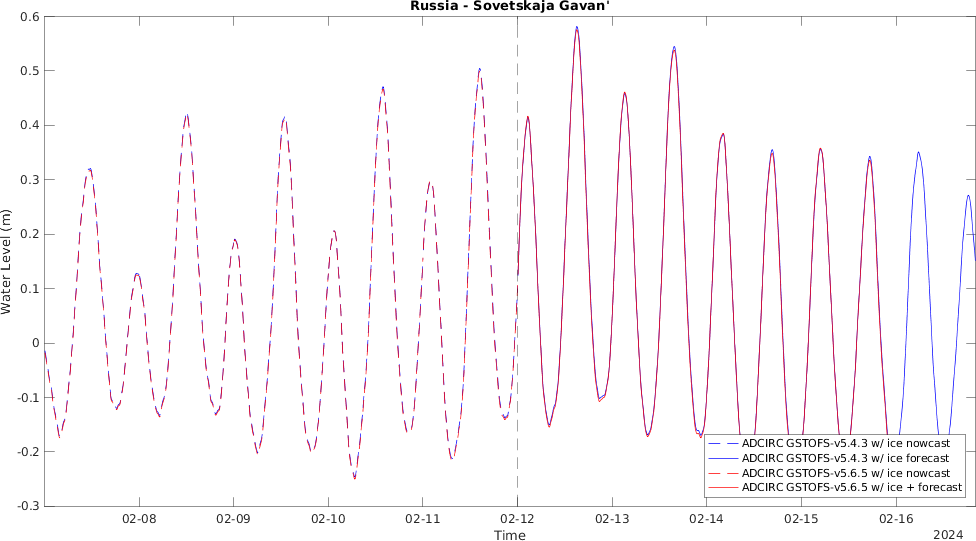 Russia - Sovetskaja Gavan'
0.6
0.5
0.4
0.3
0.2
0.1
0
-0.1
-0.2
-0.3
Water Level (m)
ADCIRC GSTOFS-v5.4.3 w/ ice nowcast
ADCIRC GSTOFS-v5.4.3 w/ ice forecast
ADCIRC GSTOFS-v5.6.5 w/ ice nowcast
ADCIRC GSTOFS-v5.6.5 w/ ice + forecast
02-08
02-09
02-10
02-11
02-12
02-13
02-14
02-15
02-16
Time
2024